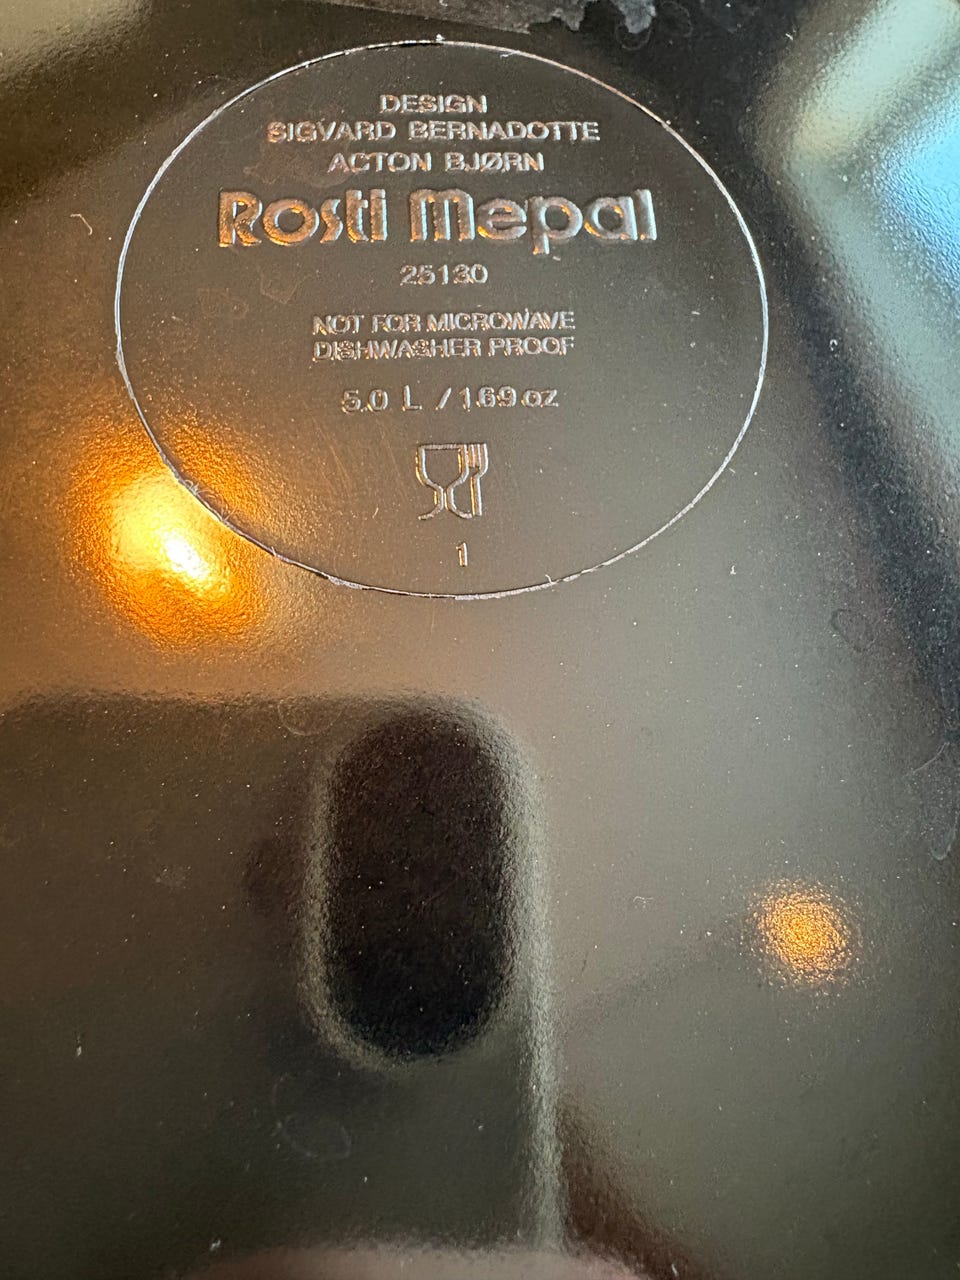 DESIGN
SIGVARD BERNADOTTE
ACTON BJØRN
Rosti Mepal
25130
NOT FOR MICROWAVE
DISHWASHER PROOF
5.0 L / 169 oz
1